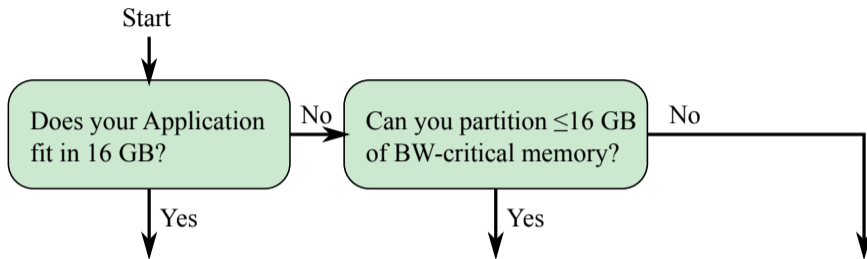 Start
Does your Application
fit in 16 GB?
No
Can you partition ≤16 GB
of BW-critical memory?
No
Yes
Yes